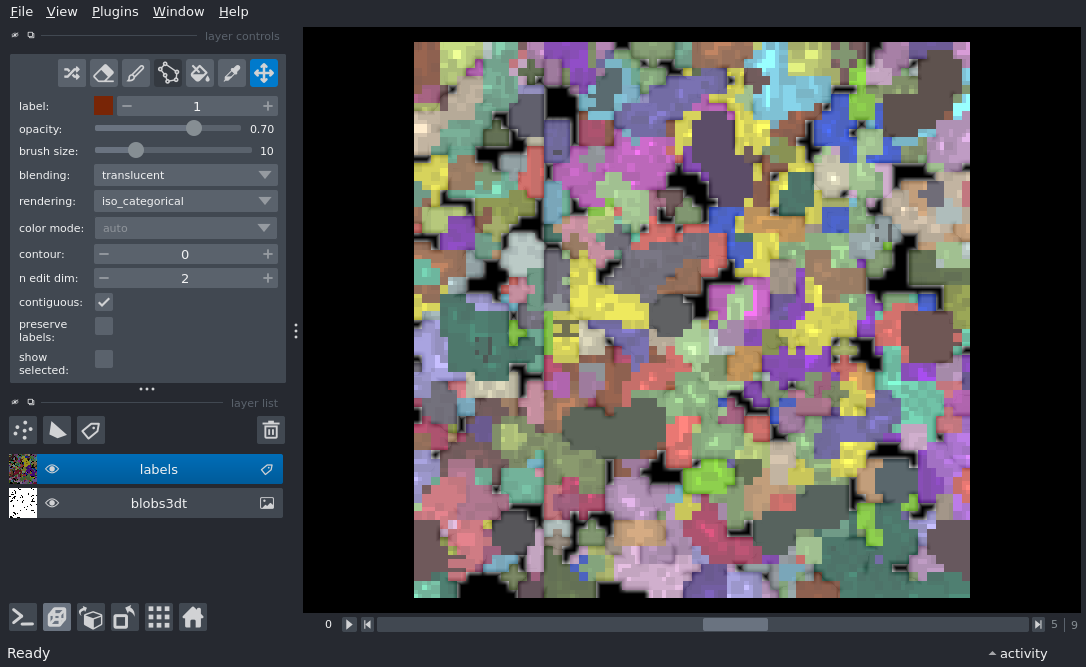 File View Plugins Window Help
layer controls
label: 1
opacity: 0.70
brush size: 10
blending: translucent
rendering: iso_categorical
color mode: auto
contour: 0
n edit dim: 2
contiguous:
preserve
labels:
show
selected:
layer list
labels
blobs3dt
0 5 | 9
Ready
activity